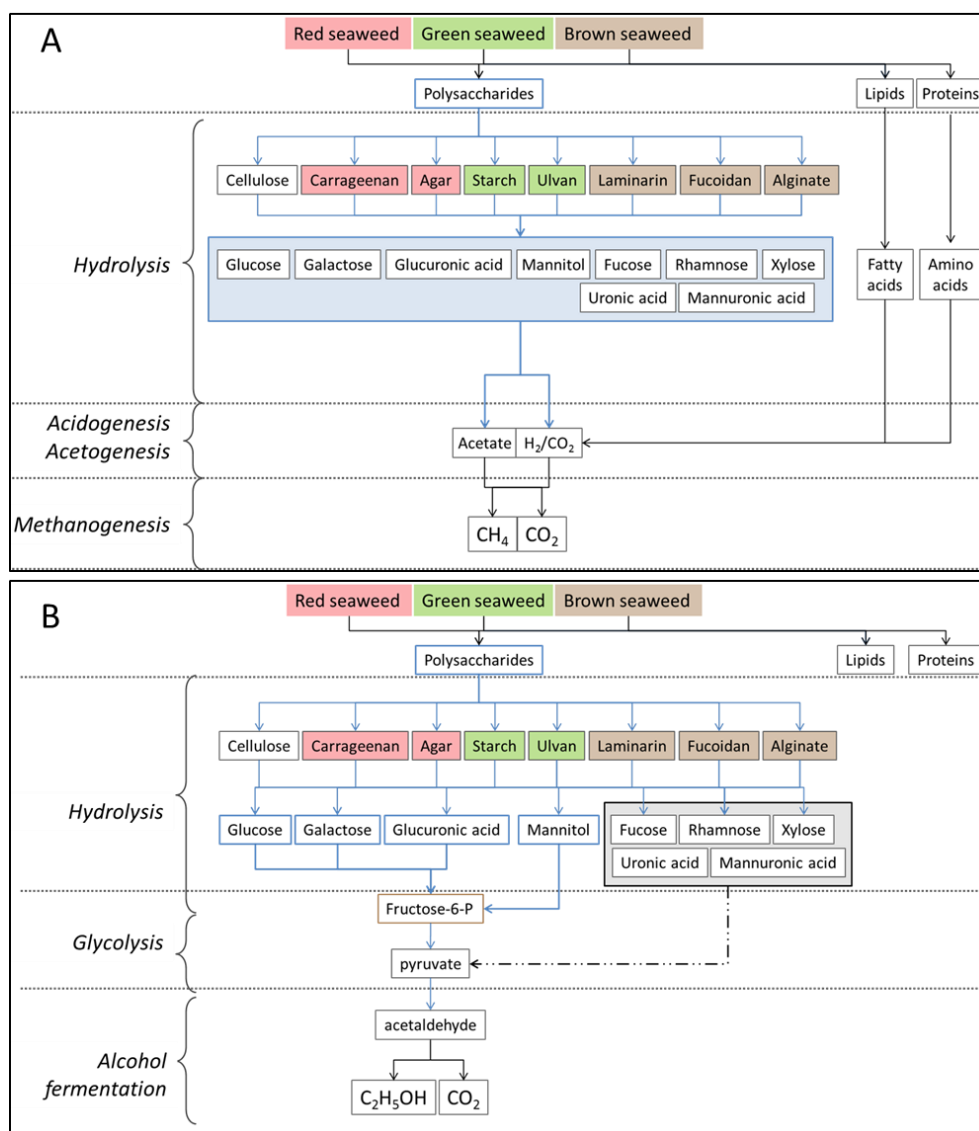 A
Red seaweed Green seaweed Brown seaweed
Polysaccharides Lipids Proteins
Cellulose Carrageenan Agar Starch Ulvan Laminarin Fucoidan Alginate
Hydrolysis
Glucose Galactose Glucuronic acid Mannitol Fucose Rhamnose Xylose
Uronic acid Mannuronic acid
Fatty acids
Amino acids
Acidogenesis
Acetogenesis
Acetate H₂/CO₂
Methanogenesis
CH₄ CO₂
B
Red seaweed Green seaweed Brown seaweed
Polysaccharides Lipids Proteins
Cellulose Carrageenan Agar Starch Ulvan Laminarin Fucoidan Alginate
Hydrolysis
Glucose Galactose Glucuronic acid Mannitol Fucose Rhamnose Xylose
Uronic acid Mannuronic acid
Fructose-6-P
Glycolysis
pyruvate
acetaldehyde
Alcohol
fermentation
C₂H₅OH CO₂